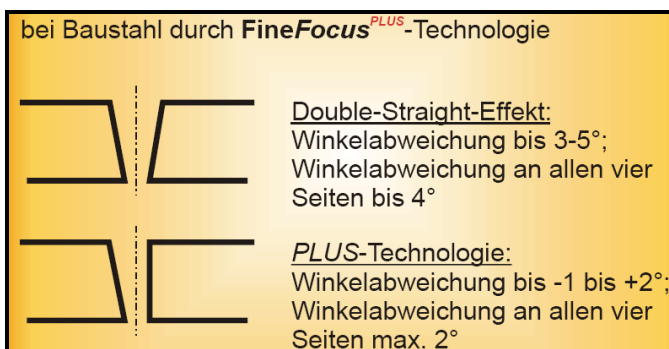 bei Baustahl durch FineFocusPLUS-Technologie
Double-Straight-Effekt:
Winkelabweichung bis 3-5°;
Winkelabweichung an allen vier
Seiten bis 4°
PLUS-Technologie:
Winkelabweichung bis -1 bis +2°;
Winkelabweichung an allen vier
Seiten max. 2°